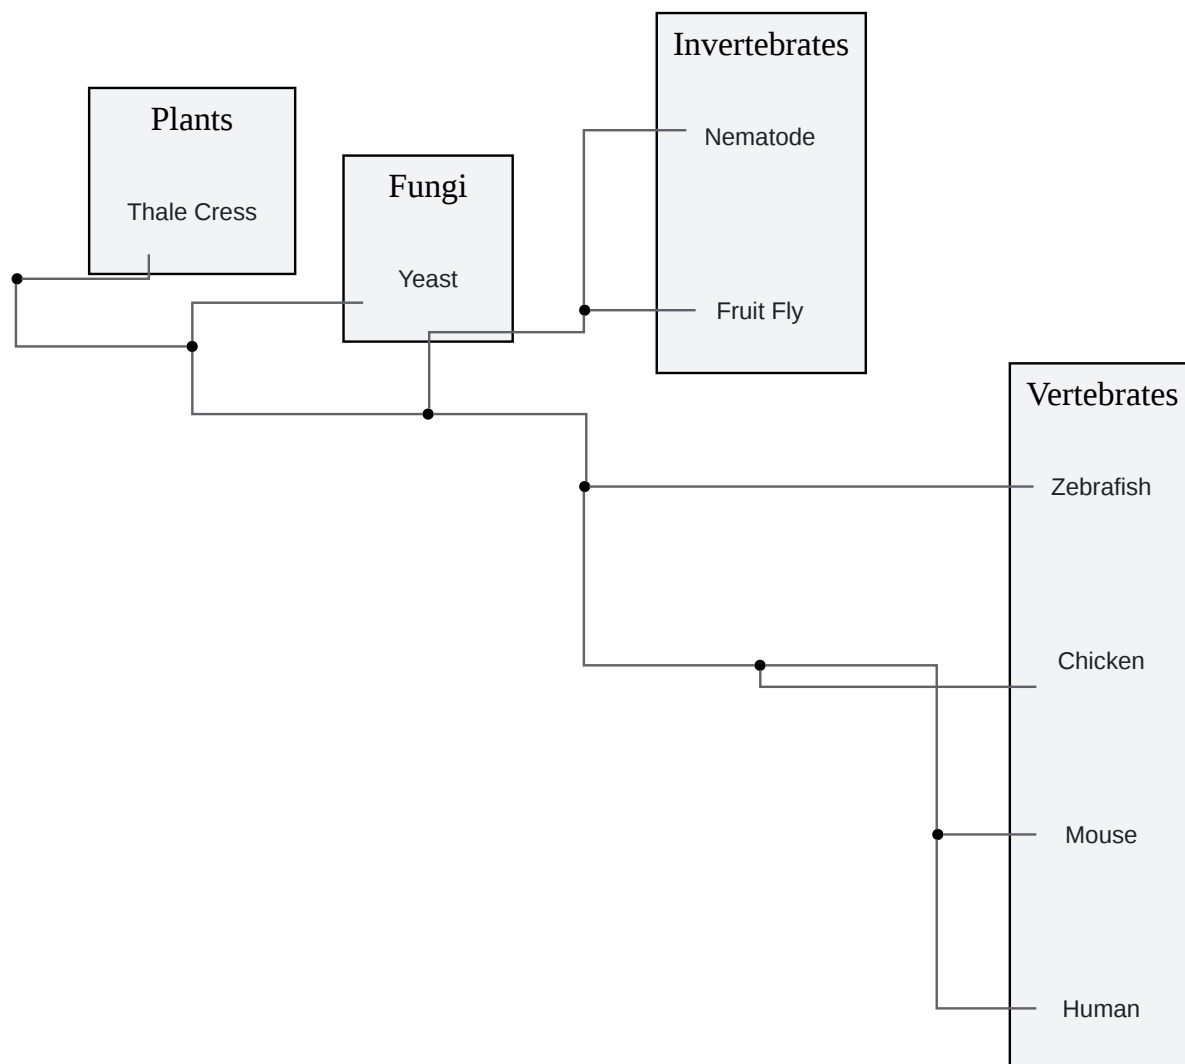 Invertebrates
Nematode
Fruit Fly
Plants
Thale Cress
Fungi
Yeast
Vertebrates
Zebrafish
Chicken
Mouse
Human